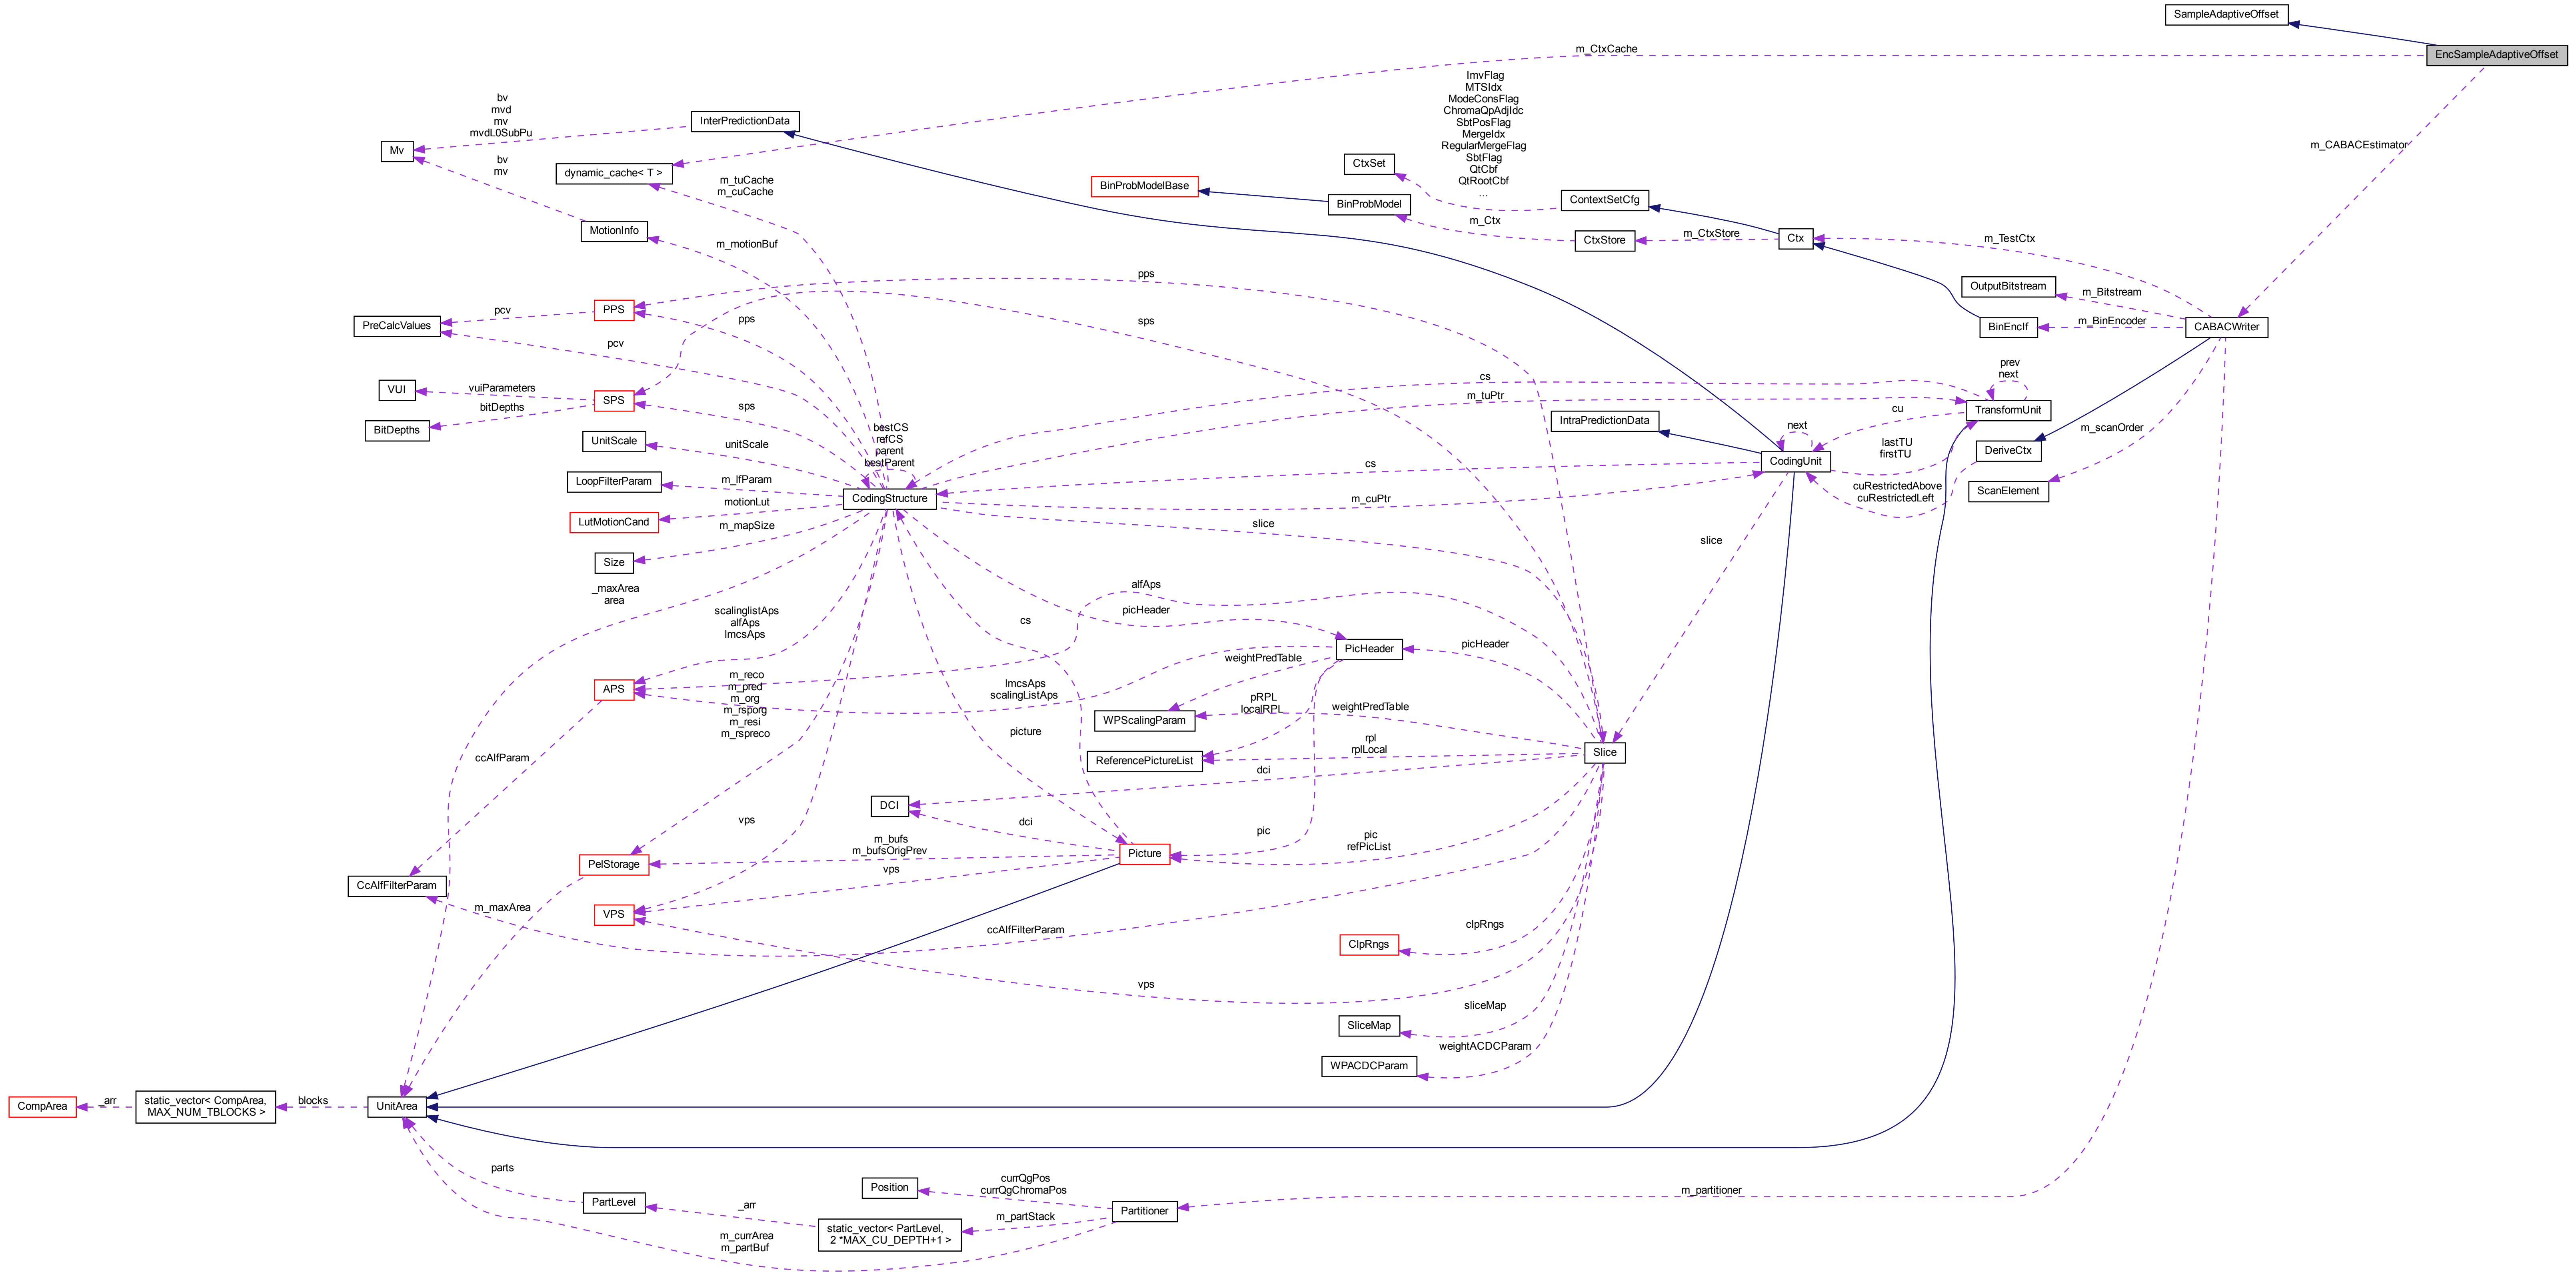 SampleAdaptiveOffset
m_CtxCache
EncSampleAdaptiveOffset
ImvFlag
MTSIdx
ModeConsFlag
ChromaQpAdjIdc
SbtPosFlag
MergeIdx
RegularMergeFlag
SbtFlag
QtCbf
QtRootCbf
...
bv
mvd
mv
mvdL0SubPu
InterPredictionData
Mv
bv
mv
dynamic_cache< T >
m_tuCache
m_cuCache
CtxSet
m_CABACEstimator
BinProbModelBase
BinProbModel
ContextSetCfg
MotionInfo
m_motionBuf
m_Ctx
CtxStore
m_CtxStore
Ctx
m_TestCtx
pps
OutputBitstream
m_Bitstream
PPS
pcv
PreCalcValues
pps
sps
BinEncIf
m_BinEncoder
CABACWriter
pcv
VUI
vuiParameters
SPS
sps
bitDepths
BitDepths
cs
m_tuPtr
prev
next
TransformUnit
cu
UnitScale
unitScale
bestCS
refCS
parent
bestParent
IntraPredictionData
next
CodingUnit
lastTU
firstTU
DeriveCtx
m_scanOrder
LoopFilterParam
m_lfParam
CodingStructure
cs
m_cuPtr
cuRestrictedAbove
cuRestrictedLeft
ScanElement
LutMotionCand
motionLut
m_mapSize
Size
slice
slice
_maxArea
area
scalinglistAps
alfAps
lmcsAps
cs
alfAps
picHeader
PicHeader
picHeader
weightPredTable
APS
m_reco
m_pred
m_org
m_rsporg
m_resi
m_rspreco
lmcsAps
scalingListAps
pRPL
localRPL
WPScalingParam
weightPredTable
picture
ReferencePictureList
rpl
rplLocal
Slice
ccAlfParam
dci
DCI
dci
vps
m_bufs
m_bufsOrigPrev
pic
pic
refPicList
PelStorage
Picture
vps
CcAlfFilterParam
m_maxArea
VPS
ccAlfFilterParam
clpRngs
ClpRngs
vps
sliceMap
SliceMap
weightACDCParam
WPACDCParam
CompArea
_arr
static_vector< CompArea,
MAX_NUM_TBLOCKS >
blocks
UnitArea
parts
PartLevel
_arr
Position
currQgPos
currQgChromaPos
m_partStack
static_vector< PartLevel,
2 *MAX_CU_DEPTH+1 >
Partitioner
m_partitioner
m_currArea
m_partBuf